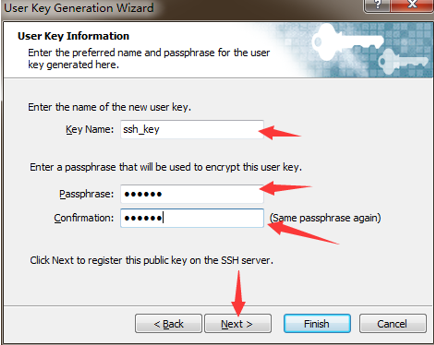 User Key Generation Wizard
User Key Information
Enter the preferred name and passphrase for the user
key generated here.
Enter the name of the new user key.
Key Name: ssh_key
Enter a passphrase that will be used to encrypt this user key.
Passphrase: ●●●●●●
Confirmation: ●●●●●● (Same passphrase again)
Click Next to register this public key on the SSH server.
< Back Next > Finish Cancel